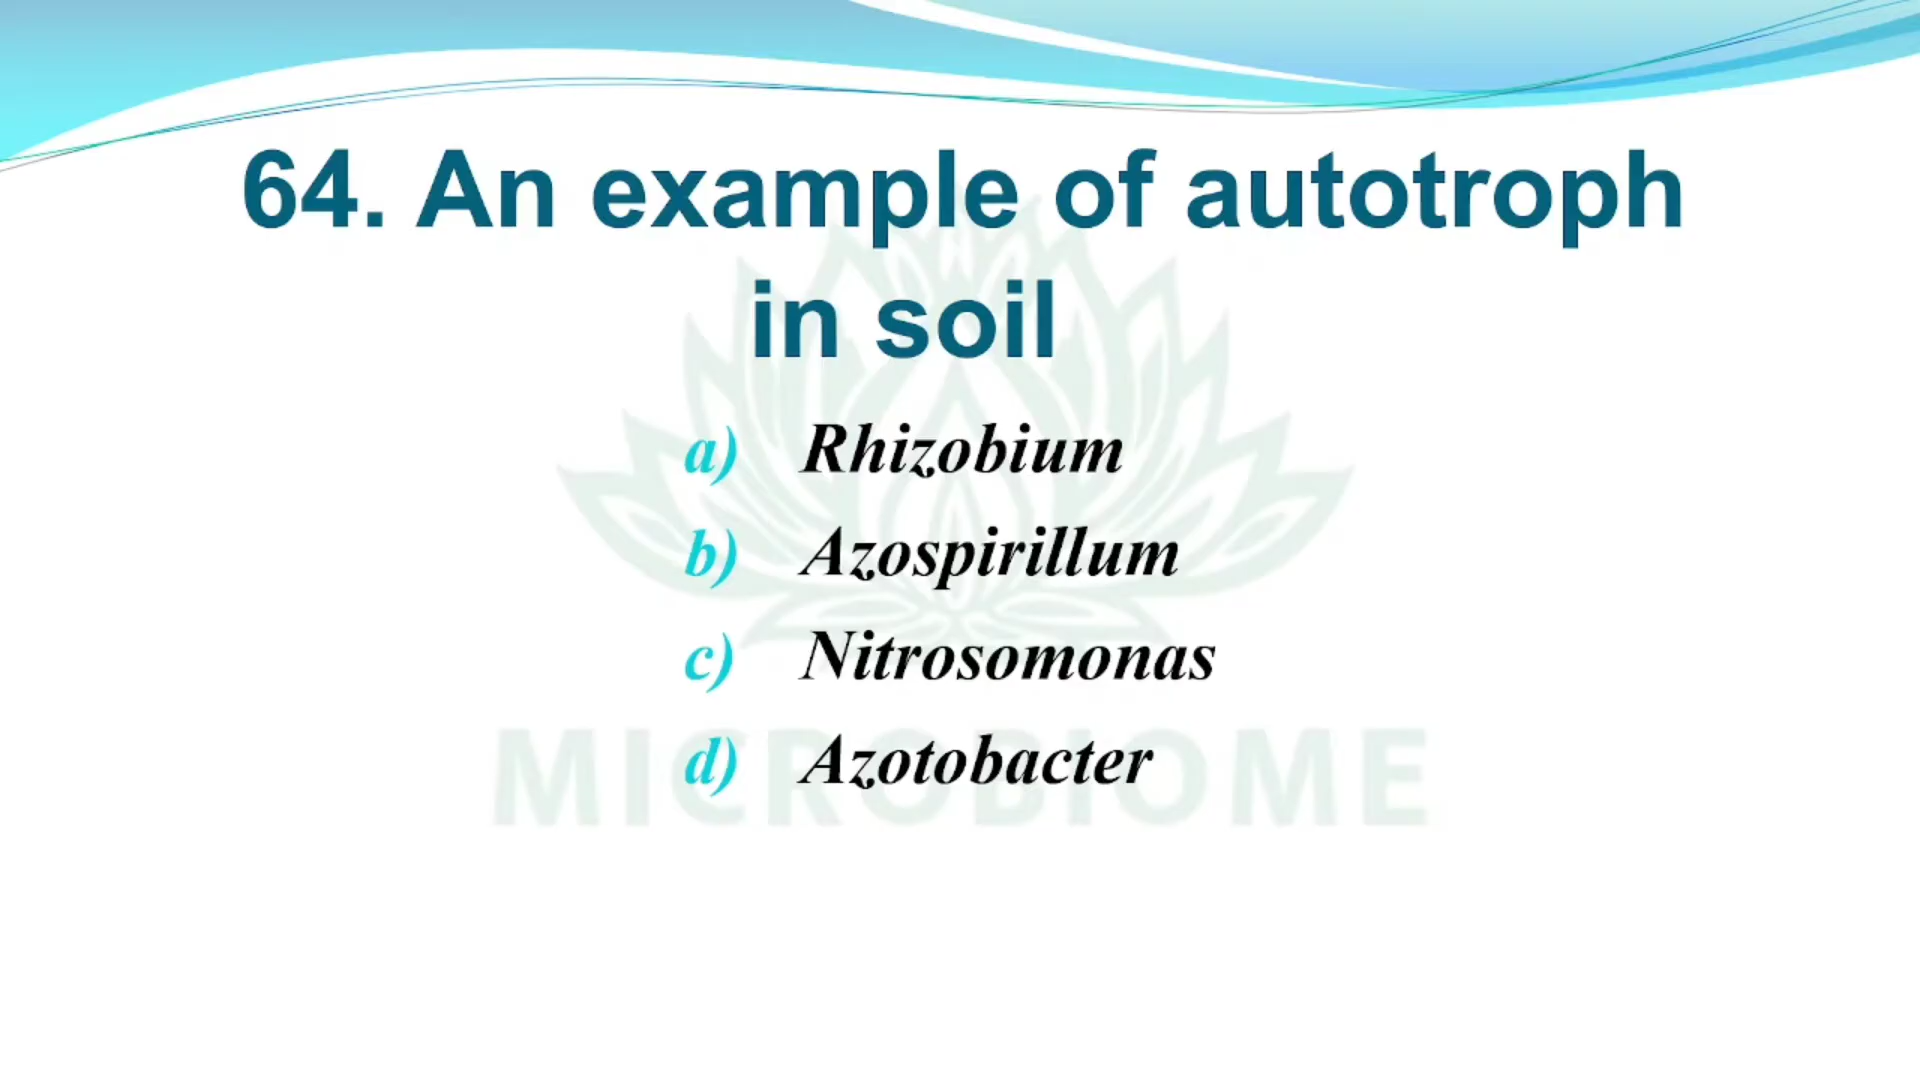 64. An example of autotroph
in soil
a) Rhizobium
b) Azospirillum
c) Nitrosomonas
d) Azotobacter
MICROBIOME